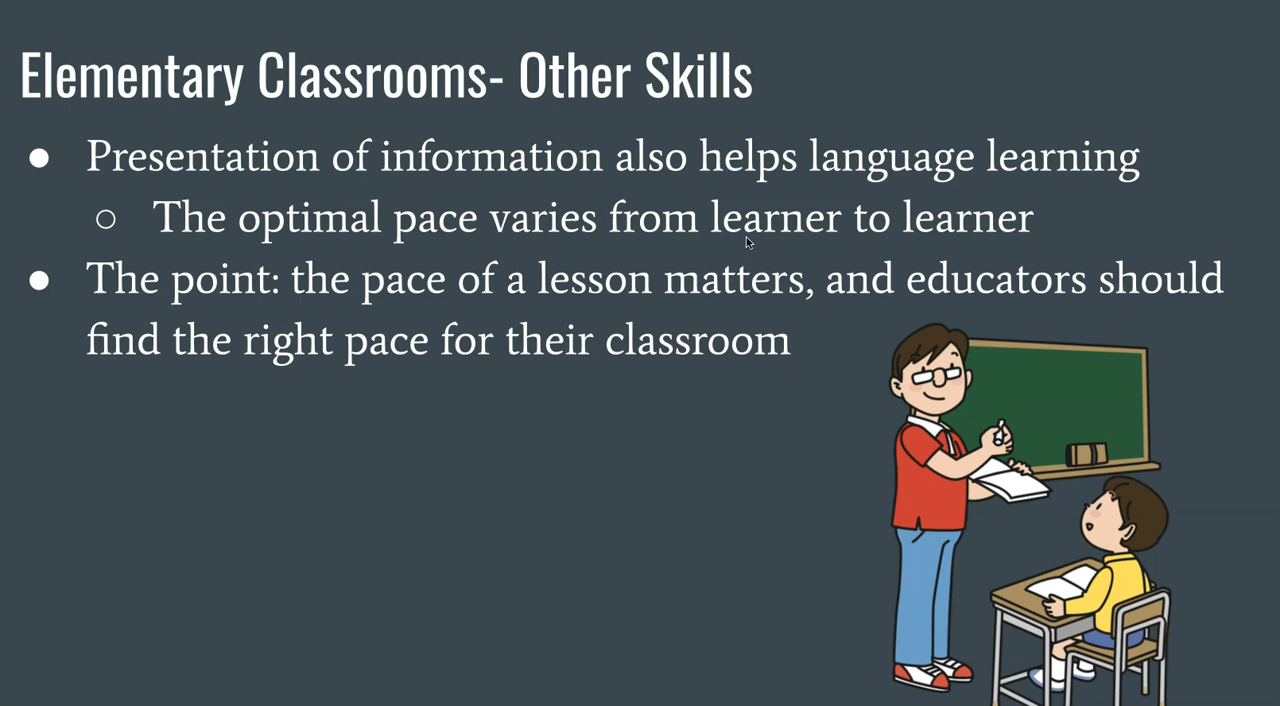 Elementary Classrooms- Other Skills
● Presentation of information also helps language learning
○ The optimal pace varies from learner to learner
● The point: the pace of a lesson matters, and educators should
find the right pace for their classroom